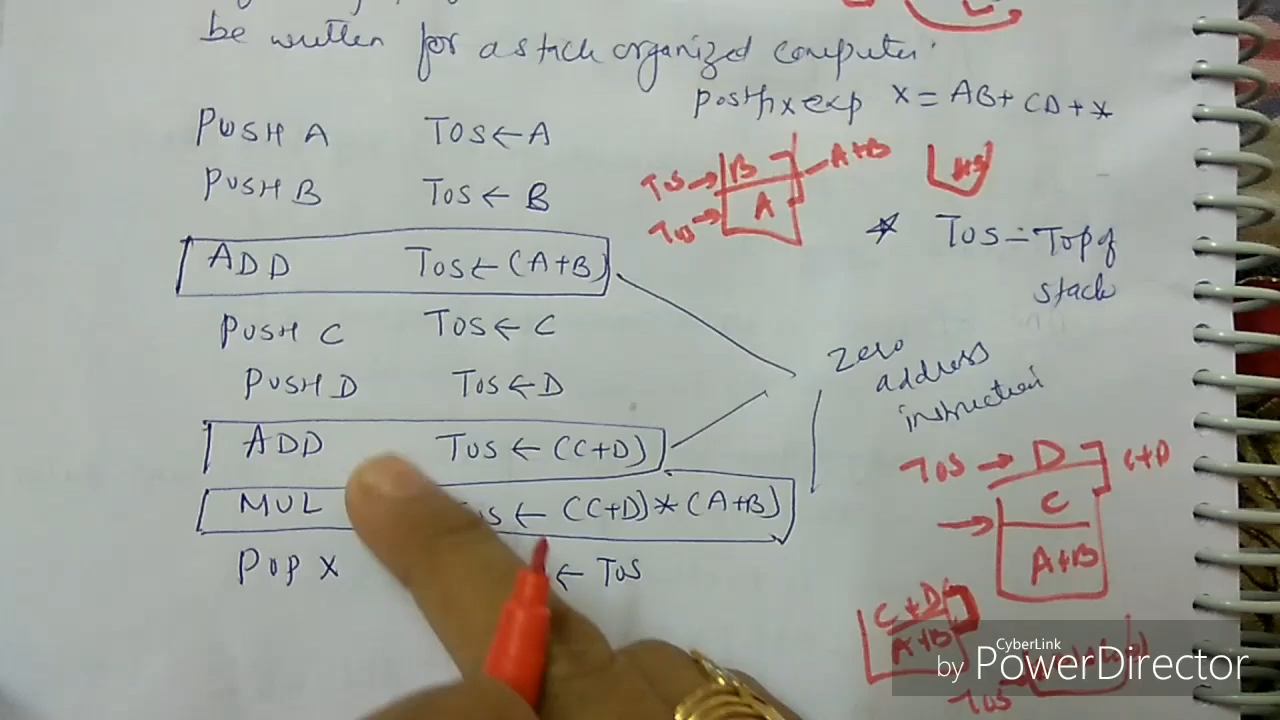 be written for a stack organized computer.
postfix exp X = AB+ CD+ *
PUSH A TOS ← A
PUSH B TOS ← B
TOS → B A+B
TOS → A
* TOS = Top of
stack
ADD TOS ← (A+B)
PUSH C TOS ← C
PUSH D TOS ← D
zero
address
instruction
ADD TOS ← (C+D)
TOS → D C+D
C
A+B
MUL ← (C+D) * (A+B)
POP X ← TOS
C+D
A+B
TOS
CyberLink
by PowerDirector